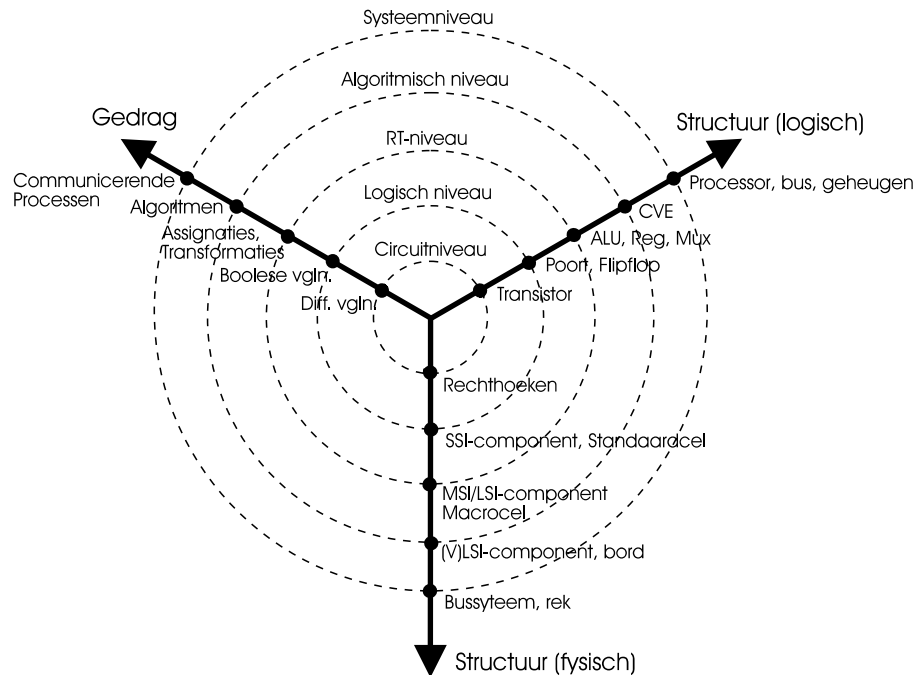 Systeemniveau
Algoritmisch niveau
Gedrag
Structuur (logisch)
RT-niveau
Communicerende
Processen
Processor, bus, geheugen
Logisch niveau
Algoritmen
CVE
Assignaties,
Transformaties
ALU, Reg, Mux
Circuitniveau
Boolese vgln.
Poort, Flipflop
Diff. vgln.
Transistor
Rechthoeken
SSI-component, Standaardcel
MSI/LSI-component
Macrocel
(V)LSI-component, bord
Bussyteem, rek
Structuur (fysisch)